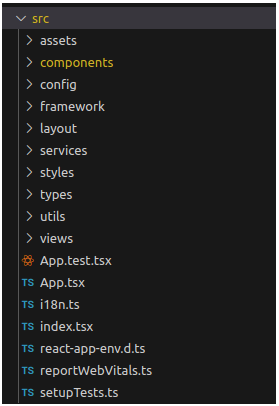 src
assets
components
config
framework
layout
services
styles
types
utils
views
App.test.tsx
TS App.tsx
TS i18n.ts
TS index.tsx
TS react-app-env.d.ts
TS reportWebVitals.ts
TS setupTests.ts